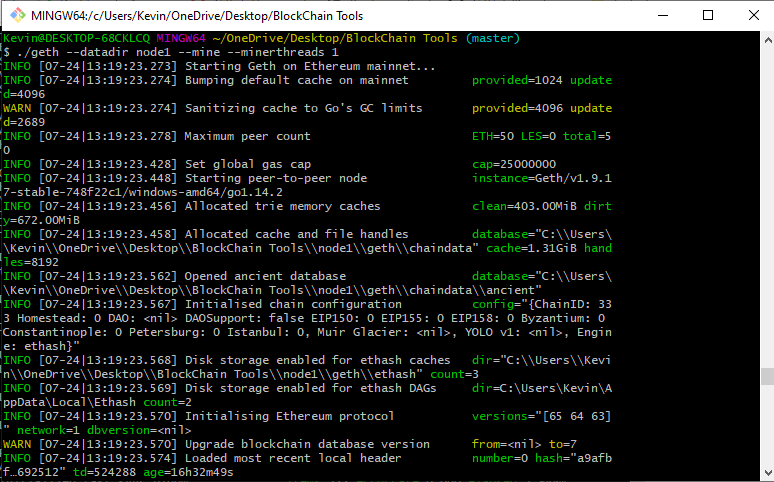 MINGW64:/c/Users/Kevin/OneDrive/Desktop/BlockChain Tools
Kevin@DESKTOP-68CKLCQ MINGW64 ~/OneDrive/Desktop/BlockChain Tools (master)
$ ./geth --datadir node1 --mine --minerthreads 1
INFO [07-24|13:19:23.273] Starting Geth on Ethereum mainnet...
INFO [07-24|13:19:23.274] Bumping default cache on mainnet         provided=1024 update
d=4096
WARN [07-24|13:19:23.274] Sanitizing cache to Go's GC limits       provided=4096 update
d=2689
INFO [07-24|13:19:23.278] Maximum peer count                       ETH=50 LES=0 total=5
0
INFO [07-24|13:19:23.428] Set global gas cap                       cap=25000000
INFO [07-24|13:19:23.448] Starting peer-to-peer node               instance=Geth/v1.9.1
7-stable-748f22c1/windows-amd64/go1.14.2
INFO [07-24|13:19:23.456] Allocated trie memory caches             clean=403.00MiB dirt
y=672.00MiB
INFO [07-24|13:19:23.458] Allocated cache and file handles         database="C:\\Users\
\Kevin\\OneDrive\\Desktop\\BlockChain Tools\\node1\\geth\\chaindata" cache=1.31GiB hand
les=8192
INFO [07-24|13:19:23.562] Opened ancient database                  database="C:\\Users\
\Kevin\\OneDrive\\Desktop\\BlockChain Tools\\node1\\geth\\chaindata\\ancient"
INFO [07-24|13:19:23.567] Initialised chain configuration          config="{ChainID: 33
3 Homestead: 0 DAO: <nil> DAOSupport: false EIP150: 0 EIP155: 0 EIP158: 0 Byzantium: 0
Constantinople: 0 Petersburg: 0 Istanbul: 0, Muir Glacier: <nil>, YOLO v1: <nil>, Engin
e: ethash}"
INFO [07-24|13:19:23.568] Disk storage enabled for ethash caches   dir="C:\\Users\\Kevi
n\\OneDrive\\Desktop\\BlockChain Tools\\node1\\geth\\ethash" count=3
INFO [07-24|13:19:23.569] Disk storage enabled for ethash DAGs     dir=C:\Users\Kevin\A
ppData\Local\Ethash count=2
INFO [07-24|13:19:23.570] Initialising Ethereum protocol           versions="[65 64 63]
" network=1 dbversion=<nil>
WARN [07-24|13:19:23.570] Upgrade blockchain database version      from=<nil> to=7
INFO [07-24|13:19:23.574] Loaded most recent local header          number=0 hash="a9afb
f…692512" td=524288 age=16h32m49s